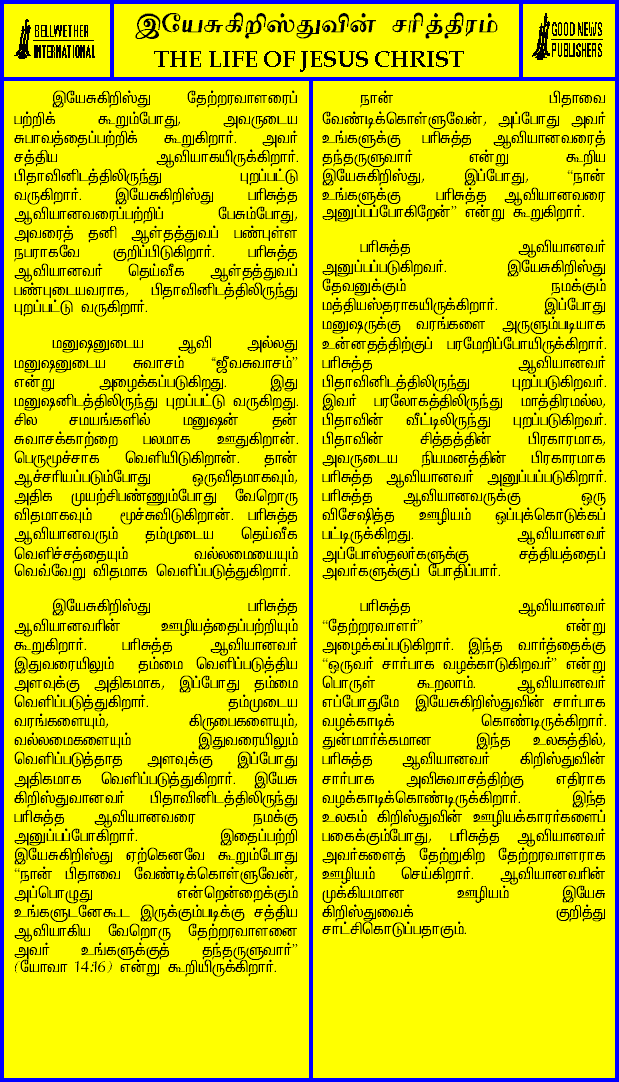 BELLWETHER
INTERNATIONAL
இயேசுகிறிஸ்துவின் சரித்திரம்
THE LIFE OF JESUS CHRIST
GOOD NEWS
PUBLISHERS
இயேசுகிறிஸ்து தேற்றரவாளரைப்
பற்றிக் கூறும்போது, அவருடைய
சுபாவத்தைப்பற்றிக் கூறுகிறார். அவர்
சத்திய ஆவியாகயிருக்கிறார்.
பிதாவினிடத்திலிருந்து புறப்பட்டு
வருகிறார். இயேசுகிறிஸ்து பரிசுத்த
ஆவியானவரைப்பற்றிப் பேசும்போது,
அவரைத் தனி ஆள்தத்துவப் பண்புள்ள
நபராகவே குறிப்பிடுகிறார். பரிசுத்த
ஆவியானவர் தெய்வீக ஆள்தத்துவப்
பண்புடையவராக, பிதாவினிடத்திலிருந்து
புறப்பட்டு வருகிறார்.
மனுஷனுடைய ஆவி அல்லது
மனுஷனுடைய சுவாசம் “ஜீவசுவாசம்”
என்று அழைக்கப்படுகிறது. இது
மனுஷனிடத்திலிருந்து புறப்பட்டு வருகிறது.
சில சமயங்களில் மனுஷன் தன்
சுவாசக்காற்றை பலமாக ஊதுகிறான்.
பெருமூச்சாக வெளியிடுகிறான். தான்
ஆச்சரியப்படும்போது ஒருவிதமாகவும்,
அதிக முயற்சிபண்ணும்போது வேறொரு
விதமாகவும் மூச்சுவிடுகிறான். பரிசுத்த
ஆவியானவரும் தம்முடைய தெய்வீக
வெளிச்சத்தையும் வல்லமையையும்
வெவ்வேறு விதமாக வெளிப்படுத்துகிறார்.
இயேசுகிறிஸ்து பரிசுத்த
ஆவியானவரின் ஊழியத்தைப்பற்றியும்
கூறுகிறார். பரிசுத்த ஆவியானவர்
இதுவரையிலும் தம்மை வெளிப்படுத்திய
அளவுக்கு அதிகமாக, இப்போது தம்மை
வெளிப்படுத்துகிறார். தம்முடைய
வரங்களையும், கிருபைகளையும்,
வல்லமைகளையும் இதுவரையிலும்
வெளிப்படுத்தாத அளவுக்கு இப்போது
அதிகமாக வெளிப்படுத்துகிறார். இயேசு
கிறிஸ்துவானவர் பிதாவினிடத்திலிருந்து
பரிசுத்த ஆவியானவரை நமக்கு
அனுப்பப்போகிறார். இதைப்பற்றி
இயேசுகிறிஸ்து ஏற்கெனவே கூறும்போது
“நான் பிதாவை வேண்டிக்கொள்ளுவேன்,
அப்பொழுது என்றென்றைக்கும்
உங்களுடனேகூட இருக்கும்படிக்கு சத்திய
ஆவியாகிய வேறொரு தேற்றரவாளனை
அவர் உங்களுக்குத் தந்தருளுவார்”
(யோவா 14:16) என்று கூறியிருக்கிறார்.
நான் பிதாவை
வேண்டிக்கொள்ளுவேன், அப்போது அவர்
உங்களுக்கு பரிசுத்த ஆவியானவரைத்
தந்தருளுவார் என்று கூறிய
இயேசுகிறிஸ்து, இப்போது, “நான்
உங்களுக்கு பரிசுத்த ஆவியானவரை
அனுப்பப்போகிறேன்” என்று கூறுகிறார்.
பரிசுத்த ஆவியானவர்
அனுப்பப்படுகிறவர். இயேசுகிறிஸ்து
தேவனுக்கும் நமக்கும்
மத்தியஸ்தராகயிருக்கிறார். இப்போது
மனுஷருக்கு வரங்களை அருளும்படியாக
உன்னதத்திற்குப் பரமேறிப்போயிருக்கிறார்.
பரிசுத்த ஆவியானவர்
பிதாவினிடத்திலிருந்து புறப்படுகிறவர்.
இவர் பரலோகத்திலிருந்து மாத்திரமல்ல,
பிதாவின் வீட்டிலிருந்து புறப்படுகிறவர்.
பிதாவின் சித்தத்தின் பிரகாரமாக,
அவருடைய நியமனத்தின் பிரகாரமாக
பரிசுத்த ஆவியானவர் அனுப்பப்படுகிறார்.
பரிசுத்த ஆவியானவருக்கு ஒரு
விசேஷித்த ஊழியம் ஒப்புக்கொடுக்கப்
பட்டிருக்கிறது. ஆவியானவர்
அப்போஸ்தலர்களுக்கு சத்தியத்தைப்
அவர்களுக்குப் போதிப்பார்.
பரிசுத்த ஆவியானவர்
“தேற்றரவாளர்” என்று
அழைக்கப்படுகிறார். இந்த வார்த்தைக்கு
“ஒருவர் சார்பாக வழக்காடுகிறவர்” என்று
பொருள் கூறலாம். ஆவியானவர்
எப்போதுமே இயேசுகிறிஸ்துவின் சார்பாக
வழக்காடிக் கொண்டிருக்கிறார்.
துன்மார்க்கமான இந்த உலகத்தில்,
பரிசுத்த ஆவியானவர் கிறிஸ்துவின்
சார்பாக அவிசுவாசத்திற்கு எதிராக
வழக்காடிக்கொண்டிருக்கிறார். இந்த
உலகம் கிறிஸ்துவின் ஊழியக்காரர்களைப்
பகைக்கும்போது, பரிசுத்த ஆவியானவர்
அவர்களைத் தேற்றுகிற தேற்றரவாளராக
ஊழியம் செய்கிறார். ஆவியானவரின்
முக்கியமான ஊழியம் இயேசு
கிறிஸ்துவைக் குறித்து
சாட்சிகொடுப்பதாகும்.